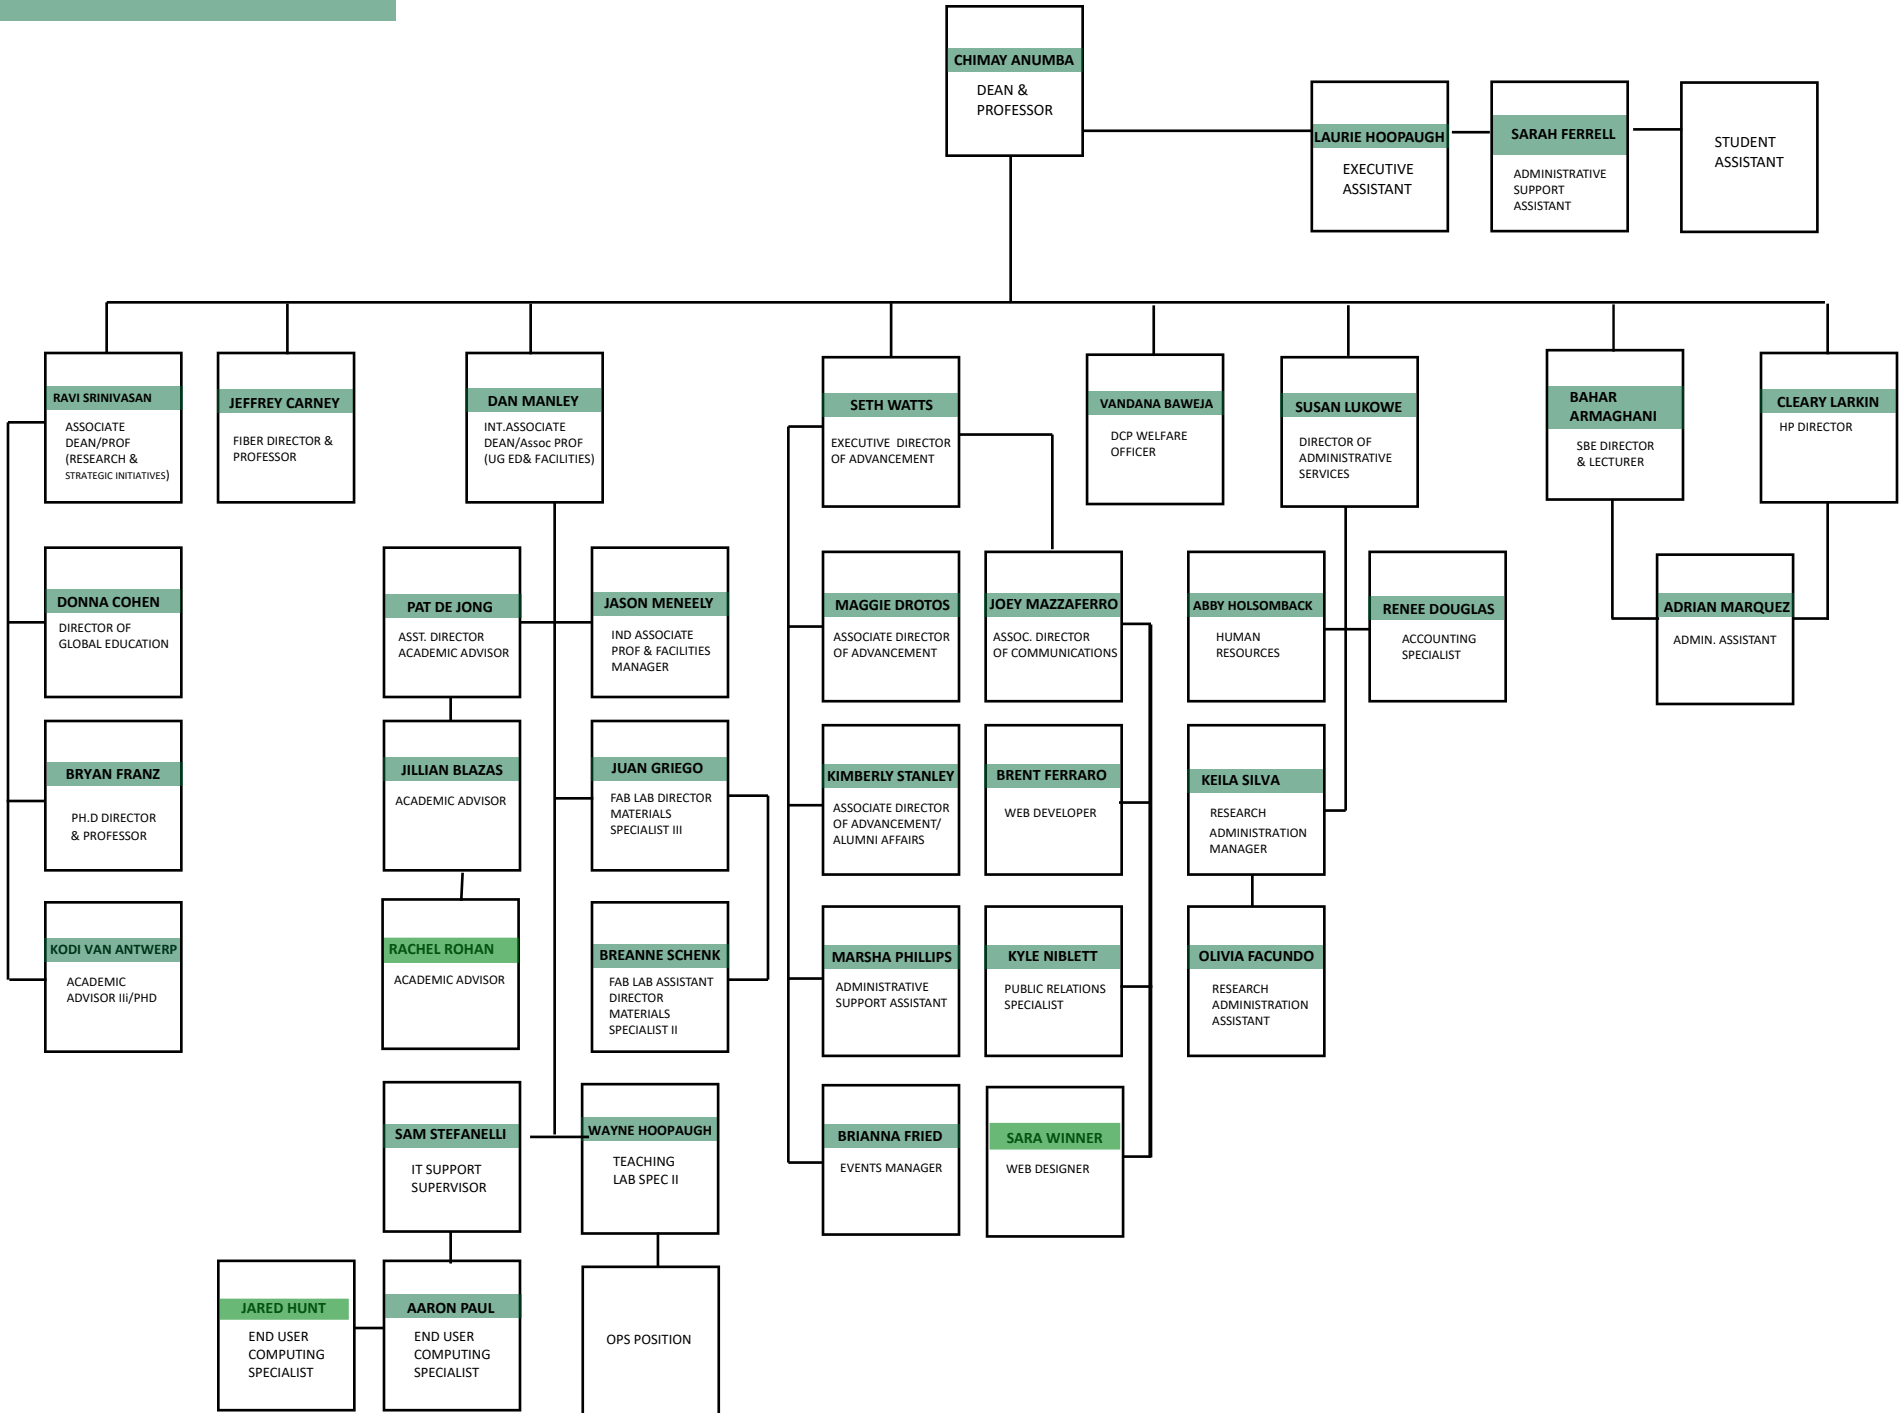 CHIMAY ANUMBA
DEAN &
PROFESSOR
LAURIE HOOPAUGH
EXECUTIVE
ASSISTANT
SARAH FERRELL
ADMINISTRATIVE
SUPPORT
ASSISTANT
STUDENT
ASSISTANT
RAVI SRINIVASAN
ASSOCIATE
DEAN/PROF
(RESEARCH &
STRATEGIC INITIATIVES)
JEFFREY CARNEY
FIBER DIRECTOR &
PROFESSOR
DAN MANLEY
INT.ASSOCIATE
DEAN/Assoc PROF
(UG ED& FACILITIES)
SETH WATTS
EXECUTIVE DIRECTOR
OF ADVANCEMENT
VANDANA BAWEJA
DCP WELFARE
OFFICER
SUSAN LUKOWE
DIRECTOR OF
ADMINISTRATIVE
SERVICES
BAHAR
ARMAGHANI
SBE DIRECTOR
& LECTURER
CLEARY LARKIN
HP DIRECTOR
DONNA COHEN
DIRECTOR OF
GLOBAL EDUCATION
PAT DE JONG
ASST. DIRECTOR
ACADEMIC ADVISOR
JASON MENEELY
IND ASSOCIATE
PROF & FACILITIES
MANAGER
MAGGIE DROTOS
ASSOCIATE DIRECTOR
OF ADVANCEMENT
JOEY MAZZAFERRO
ASSOC. DIRECTOR
OF COMMUNICATIONS
ABBY HOLSOMBACK
HUMAN
RESOURCES
RENEE DOUGLAS
ACCOUNTING
SPECIALIST
ADRIAN MARQUEZ
ADMIN. ASSISTANT
BRYAN FRANZ
PH.D DIRECTOR
& PROFESSOR
JILLIAN BLAZAS
ACADEMIC ADVISOR
JUAN GRIEGO
FAB LAB DIRECTOR
MATERIALS
SPECIALIST III
KIMBERLY STANLEY
ASSOCIATE DIRECTOR
OF ADVANCEMENT/
ALUMNI AFFAIRS
BRENT FERRARO
WEB DEVELOPER
KEILA SILVA
RESEARCH
ADMINISTRATION
MANAGER
KODI VAN ANTWERP
ACADEMIC
ADVISOR IIi/PHD
RACHEL ROHAN
ACADEMIC ADVISOR
BREANNE SCHENK
FAB LAB ASSISTANT
DIRECTOR
MATERIALS
SPECIALIST II
MARSHA PHILLIPS
ADMINISTRATIVE
SUPPORT ASSISTANT
KYLE NIBLETT
PUBLIC RELATIONS
SPECIALIST
OLIVIA FACUNDO
RESEARCH
ADMINISTRATION
ASSISTANT
SAM STEFANELLI
IT SUPPORT
SUPERVISOR
WAYNE HOOPAUGH
TEACHING
LAB SPEC II
BRIANNA FRIED
EVENTS MANAGER
SARA WINNER
WEB DESIGNER
JARED HUNT
END USER
COMPUTING
SPECIALIST
AARON PAUL
END USER
COMPUTING
SPECIALIST
OPS POSITION